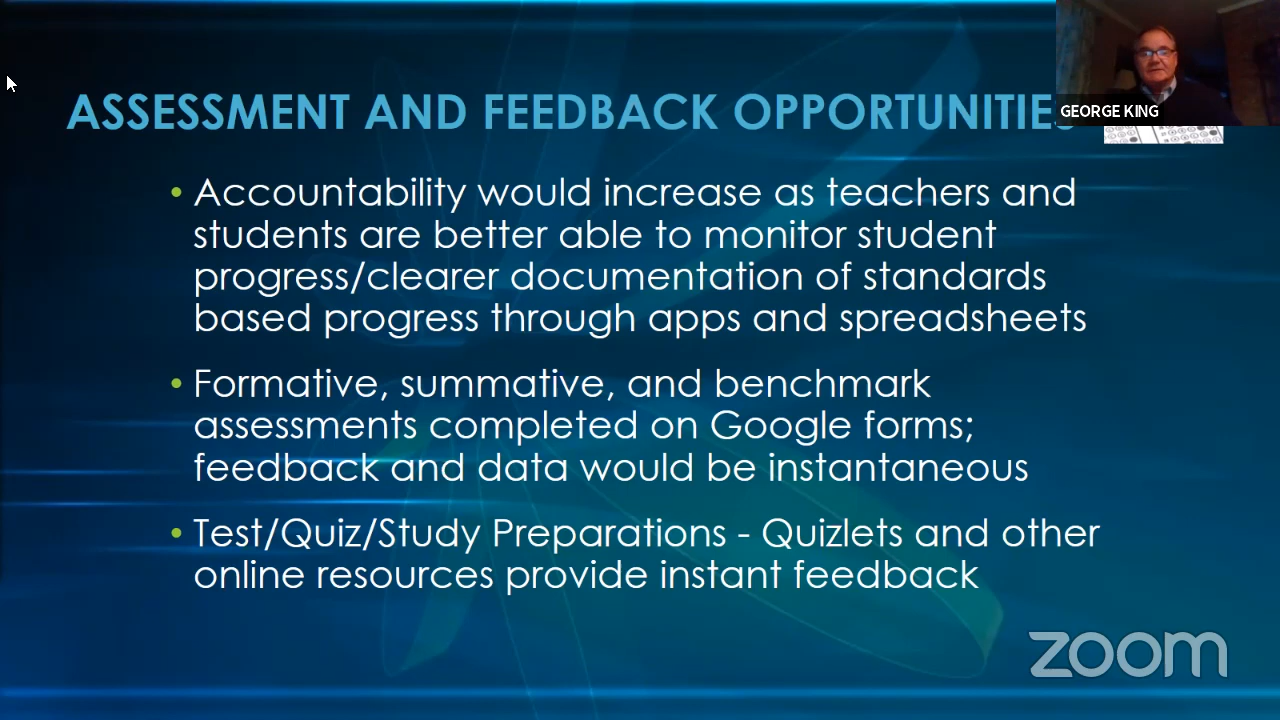 ASSESSMENT AND FEEDBACK OPPORTUNITIES
GEORGE KING
• Accountability would increase as teachers and
students are better able to monitor student
progress/clearer documentation of standards
based progress through apps and spreadsheets
• Formative, summative, and benchmark
assessments completed on Google forms;
feedback and data would be instantaneous
• Test/Quiz/Study Preparations - Quizlets and other
online resources provide instant feedback
zoom